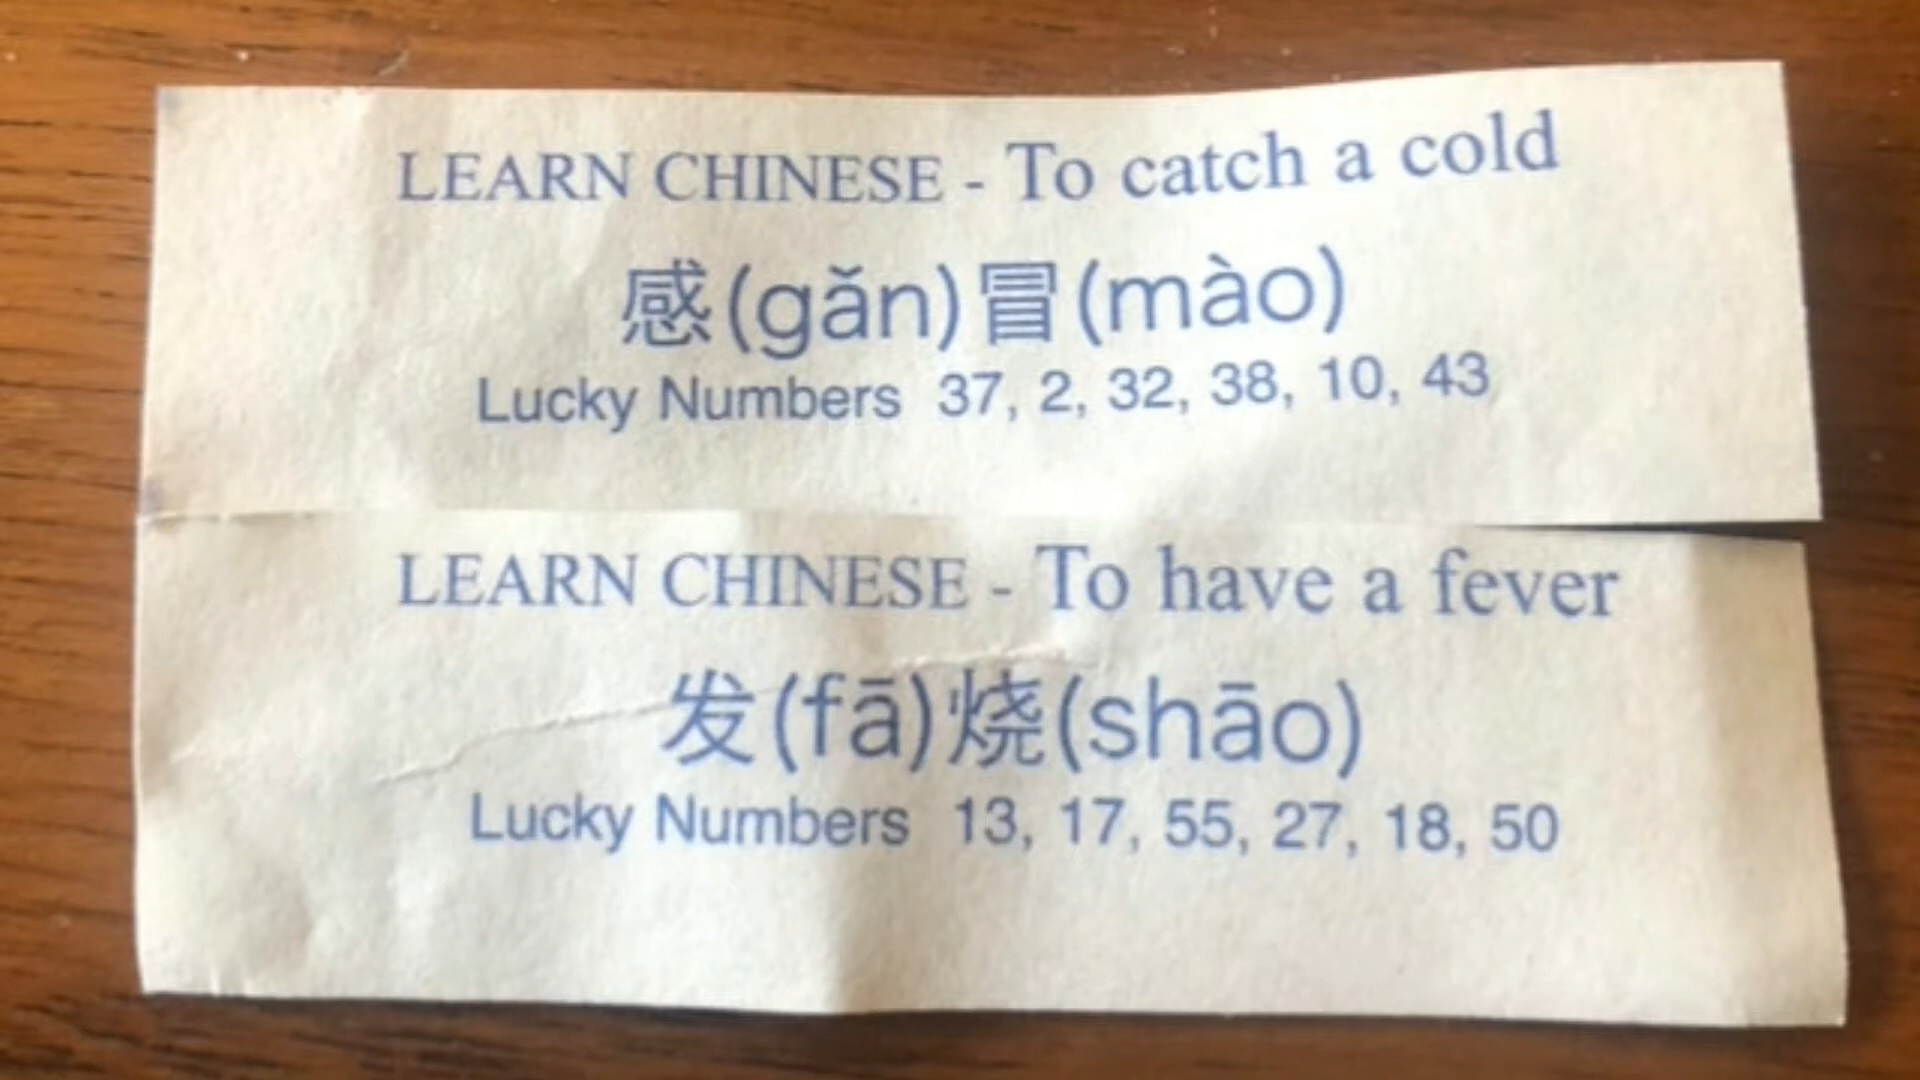 LEARN CHINESE - To catch a cold
感(gǎn)冒(mào)
Lucky Numbers 37, 2, 32, 38, 10, 43
LEARN CHINESE - To have a fever
发(fā)烧(shāo)
Lucky Numbers 13, 17, 55, 27, 18, 50